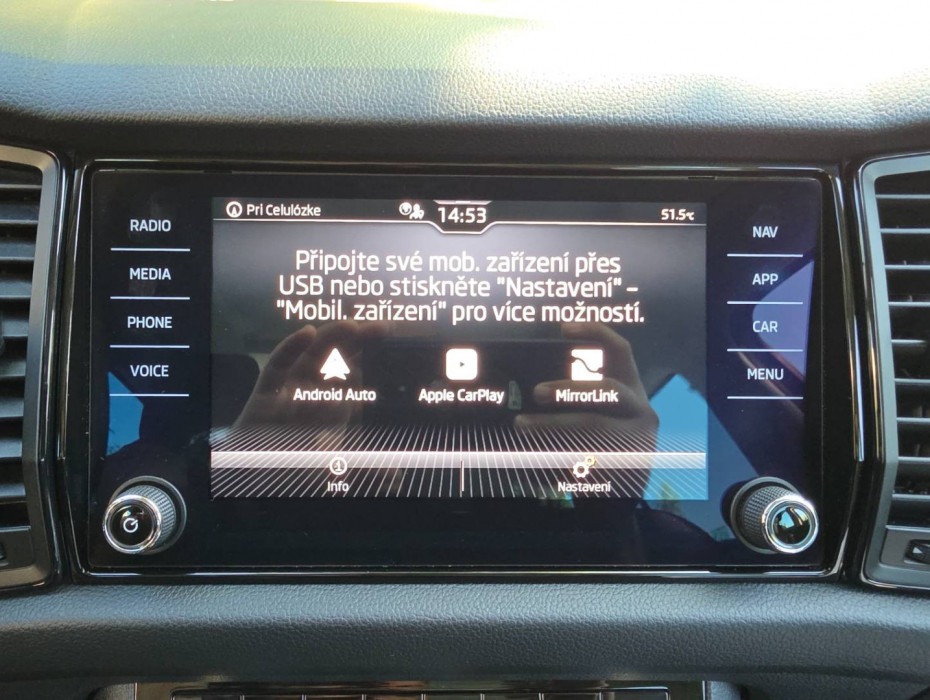 Pri Celulózke
14:53
51.5°C
RADIO
MEDIA
PHONE
VOICE
Připojte své mob. zařízení přes
USB nebo stiskněte "Nastavení" –
"Mobil. zařízení" pro více možností.
Android Auto
Apple CarPlay
MirrorLink
i
Info
Nastavení
NAV
APP
CAR
MENU